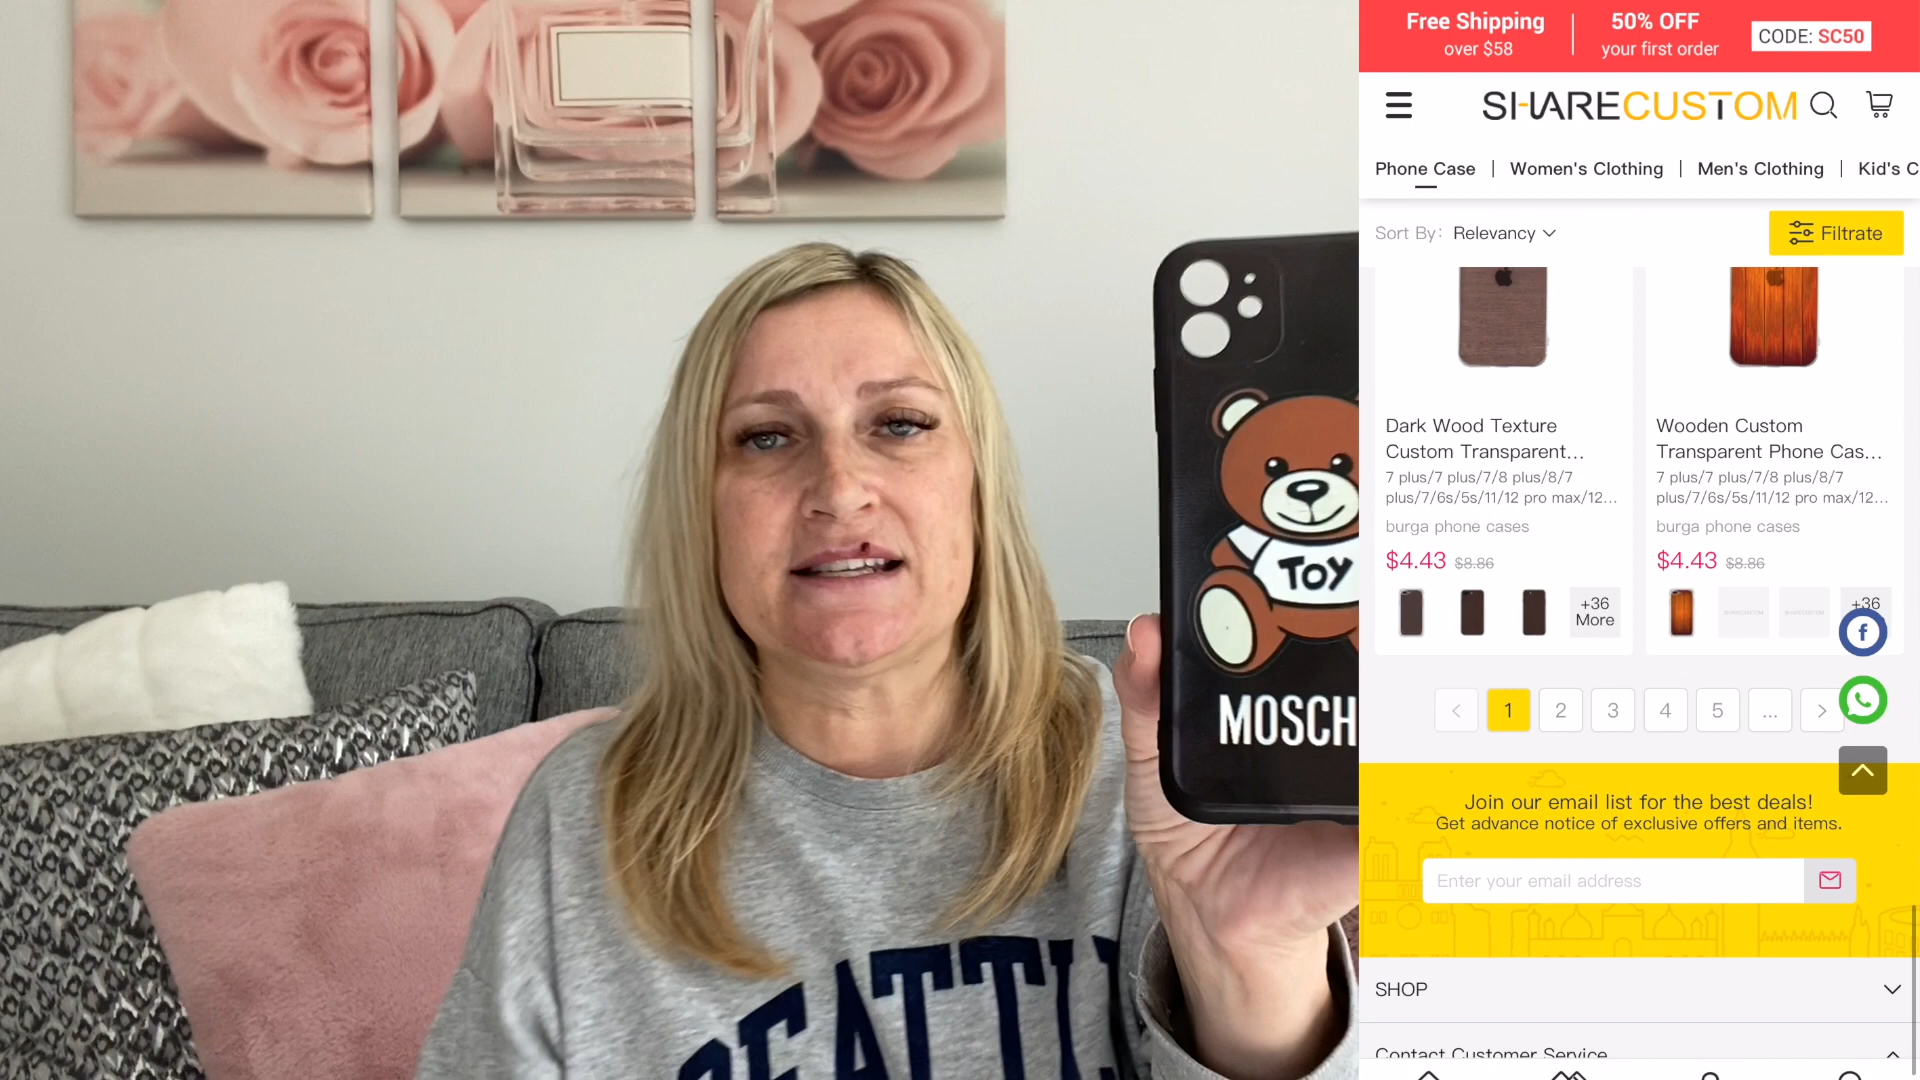 TOY
MOSCH
SEATTL
Free Shipping
over $58
50% OFF
your first order
CODE: SC50
SHARECUSTOM
Phone Case | Women's Clothing | Men's Clothing | Kid's C
Sort By: Relevancy
Filtrate
Dark Wood Texture
Custom Transparent...
7 plus/7 plus/7/8 plus/8/7
plus/7/6s/5s/11/12 pro max/12...
burga phone cases
$4.43 $8.86
+36
More
Wooden Custom
Transparent Phone Cas...
7 plus/7 plus/7/8 plus/8/7
plus/7/6s/5s/11/12 pro max/12...
burga phone cases
$4.43 $8.86
SHARECUSTOM
SHARECUSTOM
+36
< 1 2 3 4 5 ... >
Join our email list for the best deals!
Get advance notice of exclusive offers and items.
Enter your email address
SHOP
Contact Customer Service